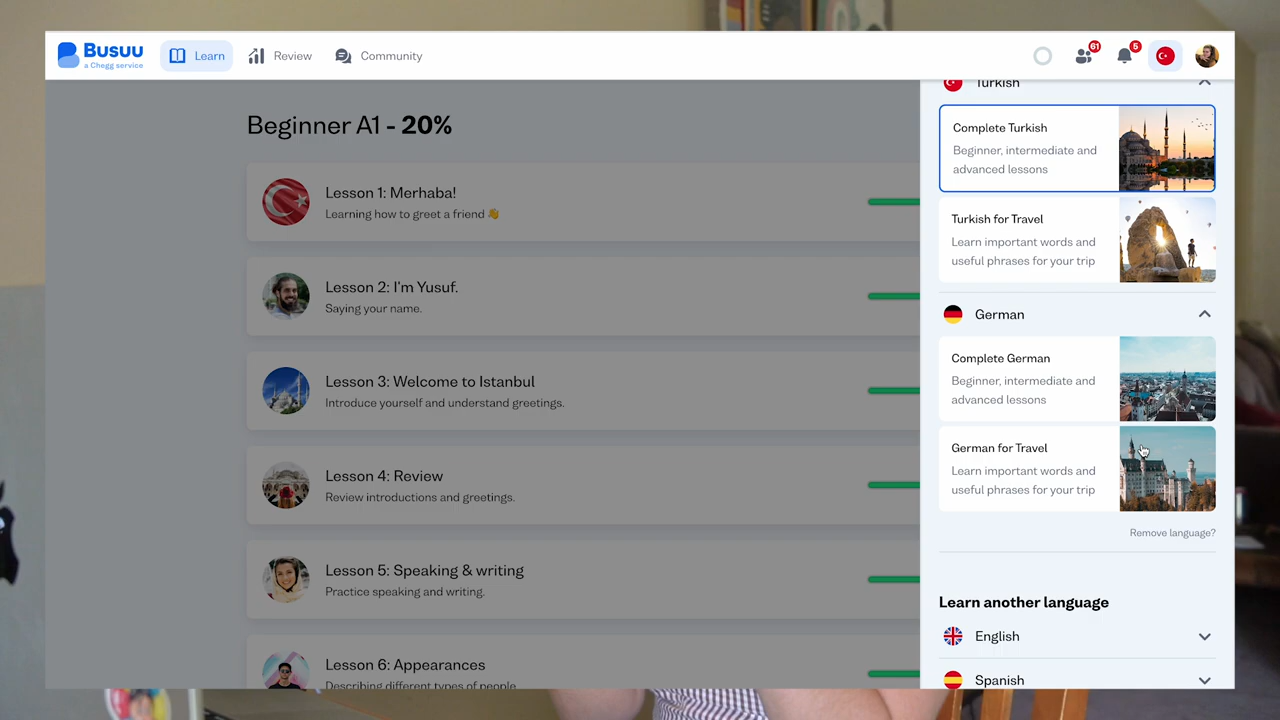 Busuu
a Chegg service
Learn
Review
Community
61
5
Beginner A1 - 20%
Lesson 1: Merhaba!
Learning how to greet a friend 👋
Lesson 2: I'm Yusuf.
Saying your name.
Lesson 3: Welcome to Istanbul
Introduce yourself and understand greetings.
Lesson 4: Review
Review introductions and greetings.
Lesson 5: Speaking & writing
Practice speaking and writing.
Lesson 6: Appearances
Describing different types of people
Turkish
Complete Turkish
Beginner, intermediate and
advanced lessons
Turkish for Travel
Learn important words and
useful phrases for your trip
German
Complete German
Beginner, intermediate and
advanced lessons
German for Travel
Learn important words and
useful phrases for your trip
Remove language?
Learn another language
English
Spanish